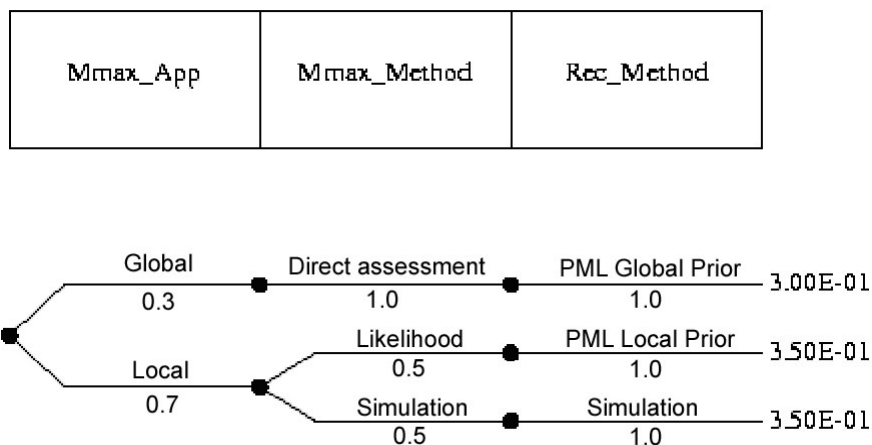 Mmax_App Mmax_Method Rec_Method
Global Direct assessment PML Global Prior 3.00E-01
0.3 1.0 1.0
Likelihood PML Local Prior 3.50E-01
Local 0.5 1.0
0.7 Simulation Simulation 3.50E-01
0.5 1.0